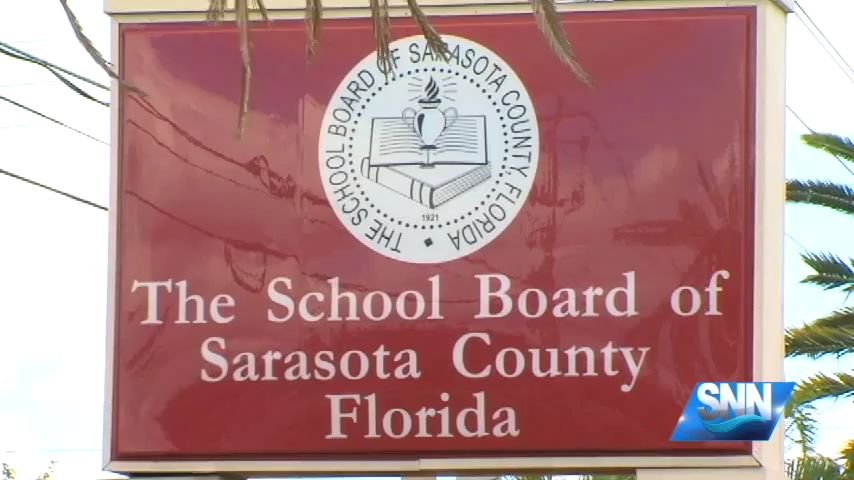 THE SCHOOL BOARD OF SARASOTA COUNTY, FLORIDA
1921
The School Board of
Sarasota County
Florida
SNN